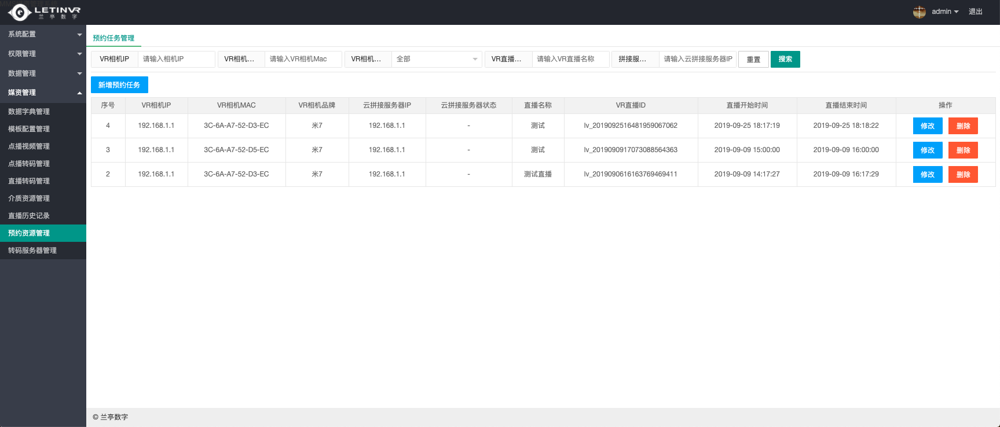 LETINVR
兰亭数字
admin
退出
系统配置
权限管理
数据管理
媒资管理
数据字典管理
模板配置管理
点播视频管理
点播转码管理
直播转码管理
介质资源管理
直播历史记录
预约资源管理
转码服务器管理
预约任务管理
VR相机IP 请输入相机IP VR相机... 请输入VR相机Mac VR相机... 全部 VR直播... 请输入VR直播名称 拼接服... 请输入云拼接服务器IP 重置 搜索
新增预约任务
序号 VR相机IP VR相机MAC VR相机品牌 云拼接服务器IP 云拼接服务器状态 直播名称 VR直播ID 直播开始时间 直播结束时间 操作
4 192.168.1.1 3C-6A-A7-52-D3-EC 米7 192.168.1.1 - 测试 lv_2019092516481959067062 2019-09-25 18:17:19 2019-09-25 18:18:22 修改 删除
3 192.168.1.1 3C-6A-A7-52-D5-EC 米7 192.168.1.1 - 测试 lv_2019090917073088564363 2019-09-09 15:00:00 2019-09-09 16:00:00 修改 删除
2 192.168.1.1 3C-6A-A7-52-D3-EC 米7 192.168.1.1 - 测试直播 lv_2019090616163769469411 2019-09-09 14:17:27 2019-09-09 16:17:29 修改 删除
© 兰亭数字